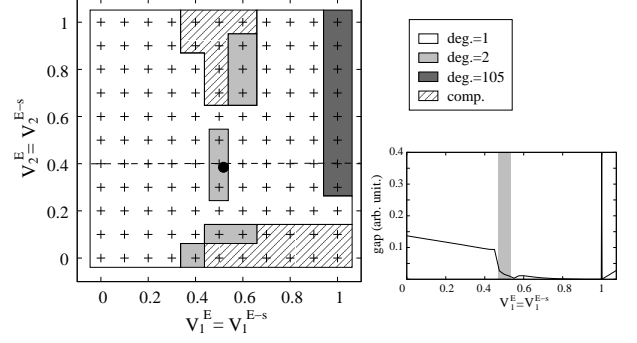 1
0.8
0.6
0.4
0.2
0
V₂ᴱ = V₂ᴱ⁻ˢ
0 0.2 0.4 0.6 0.8 1
V₁ᴱ = V₁ᴱ⁻ˢ
deg.=1
deg.=2
deg.=105
comp.
0.4
0.3
0.2
0.1
gap (arb. unit.)
0 0.2 0.4 0.6 0.8 1
V₁ᴱ=V₁ᴱ⁻ˢ